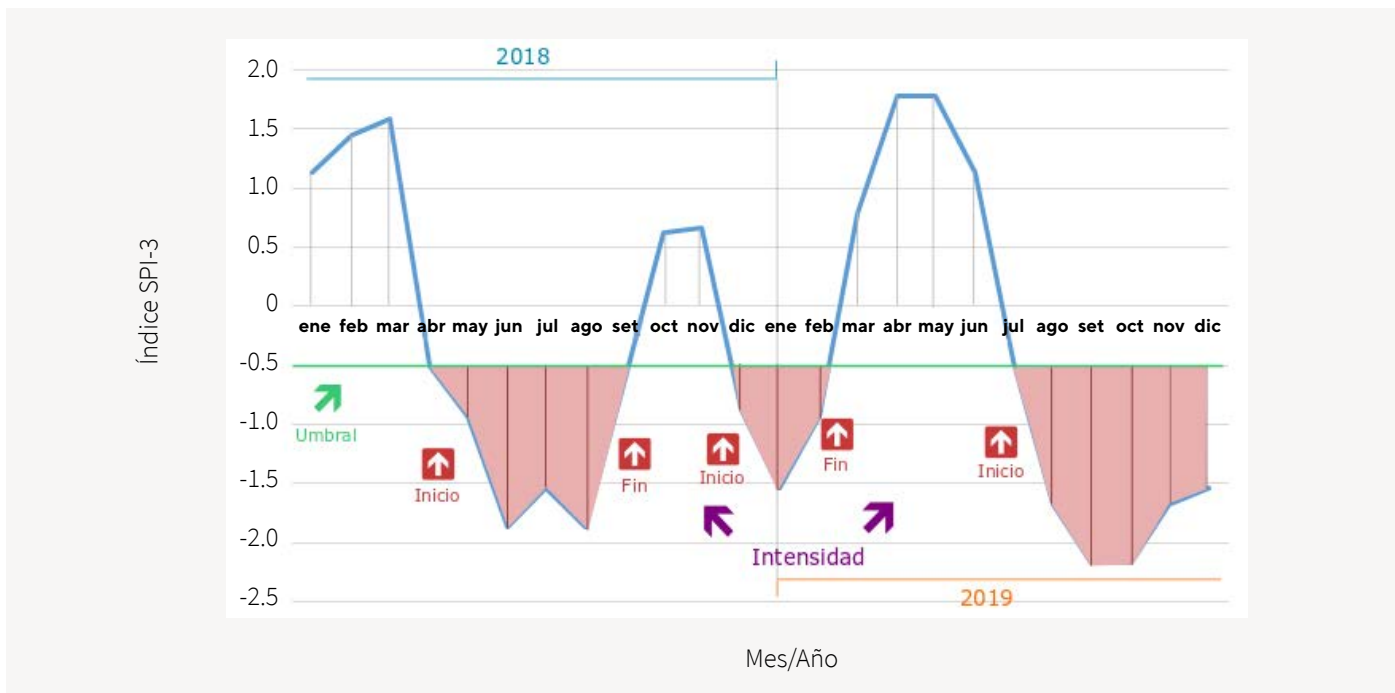 2018
2.0
1.5
1.0
0.5
0
ene feb mar abr may jun jul ago set oct nov dic ene feb mar abr may jun jul ago set oct nov dic
-0.5
-1.0
-1.5
-2.0
-2.5
Índice SPI-3
Umbral
Inicio
Fin
Inicio
Fin
Inicio
Intensidad
2019
Mes/Año